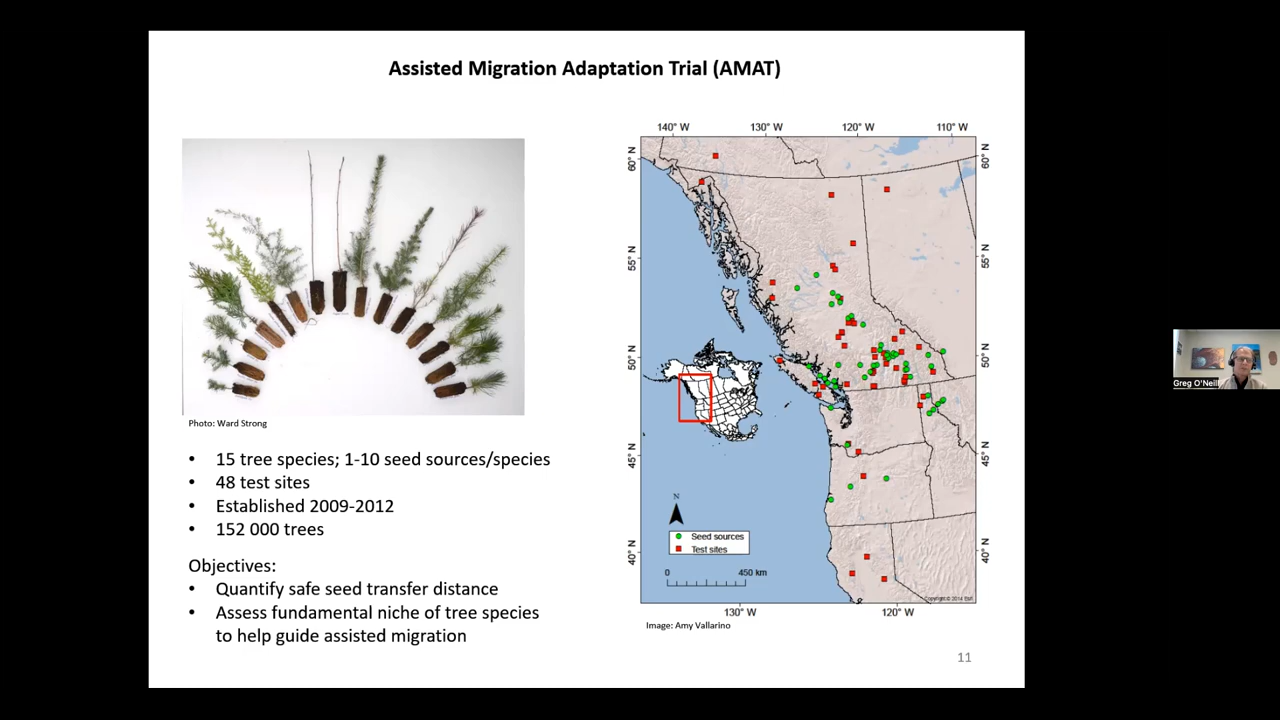 Assisted Migration Adaptation Trial (AMAT)
Photo: Ward Strong
• 15 tree species; 1-10 seed sources/species
• 48 test sites
• Established 2009-2012
• 152 000 trees
Objectives:
• Quantify safe seed transfer distance
• Assess fundamental niche of tree species
to help guide assisted migration
140° W 130° W 120° W 110° W
60° N 60° N
55° N 55° N
50° N 50° N
45° N 45° N
40° N 40° N
N
Seed sources
Test sites
0 450 km
Copyright:© 2014 Esri
130° W 120° W
Image: Amy Vallarino
11
Greg O'Neill